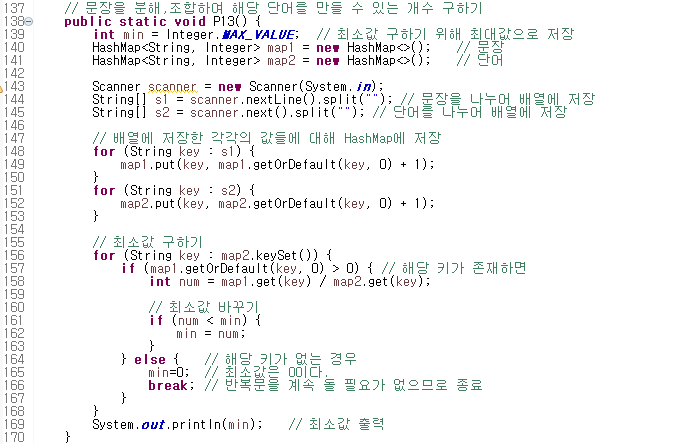 137 // 문장을 분해,조합하여 해당 단어를 만들 수 있는 개수 구하기
138 public static void P13() {
139 int min = Integer.MAX_VALUE; // 최소값 구하기 위해 최대값으로 저장
140 HashMap<String, Integer> map1 = new HashMap<>(); // 문장
141 HashMap<String, Integer> map2 = new HashMap<>(); // 단어
142
143 Scanner scanner = new Scanner(System.in);
144 String[] s1 = scanner.nextLine().split(""); // 문장을 나누어 배열에 저장
145 String[] s2 = scanner.next().split(""); // 단어를 나누어 배열에 저장
146
147 // 배열에 저장한 각각의 값들에 대해 HashMap에 저장
148 for (String key : s1) {
149 map1.put(key, map1.getOrDefault(key, 0) + 1);
150 }
151 for (String key : s2) {
152 map2.put(key, map2.getOrDefault(key, 0) + 1);
153 }
154
155 // 최소값 구하기
156 for (String key : map2.keySet()) {
157 if (map1.getOrDefault(key, 0) > 0) { // 해당 키가 존재하면
158 int num = map1.get(key) / map2.get(key);
159
160 // 최소값 바꾸기
161 if (num < min) {
162 min = num;
163 }
164 } else { // 해당 키가 없는 경우
165 min=0; // 최소값은 0이다.
166 break; // 반복문을 계속 돌 필요가 없으므로 종료
167 }
168 }
169 System.out.println(min); // 최소값 출력
170 }